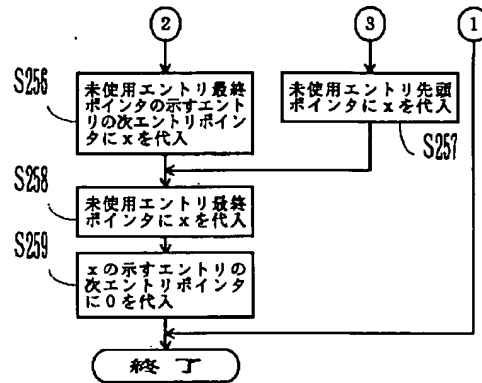 2
3
1
S256
未使用エントリ最終
ポインタの示すエント
リの次エントリポイン
タにxを代入
未使用エントリ先頭
ポインタにxを代入
S257
S258
未使用エントリ最終
ポインタにxを代入
S259
xの示すエントリの
次エントリポインタ
に0を代入
終了